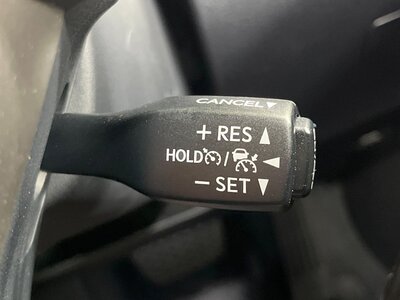 CANCEL ▼
+ RES ▲
HOLD / ◀
− SET ▼